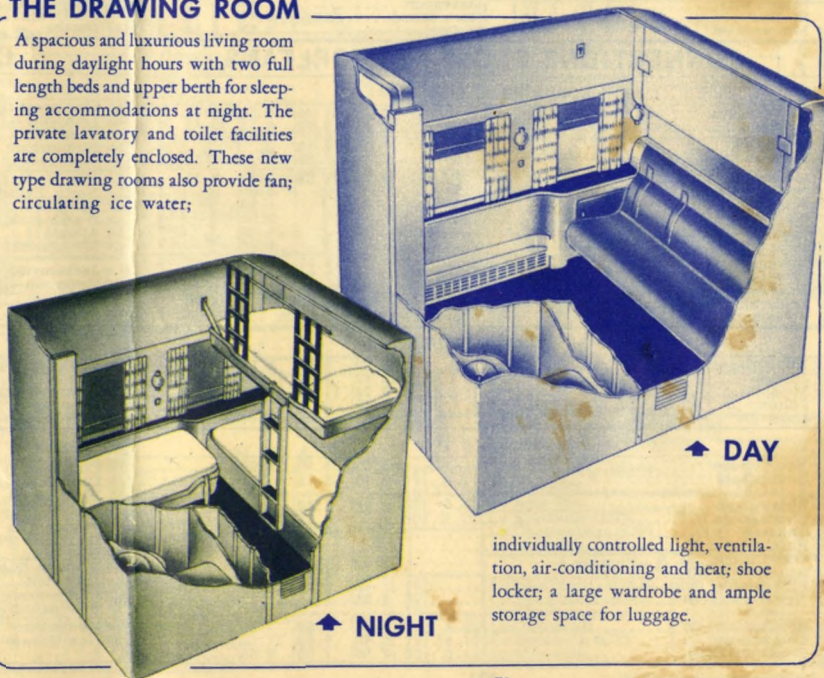 THE DRAWING ROOM
A spacious and luxurious living room
during daylight hours with two full
length beds and upper berth for sleep-
ing accommodations at night. The
private lavatory and toilet facilities
are completely enclosed. These new
type drawing rooms also provide fan;
circulating ice water;
DAY
individually controlled light, ventila-
tion, air-conditioning and heat; shoe
locker; a large wardrobe and ample
storage space for luggage.
NIGHT